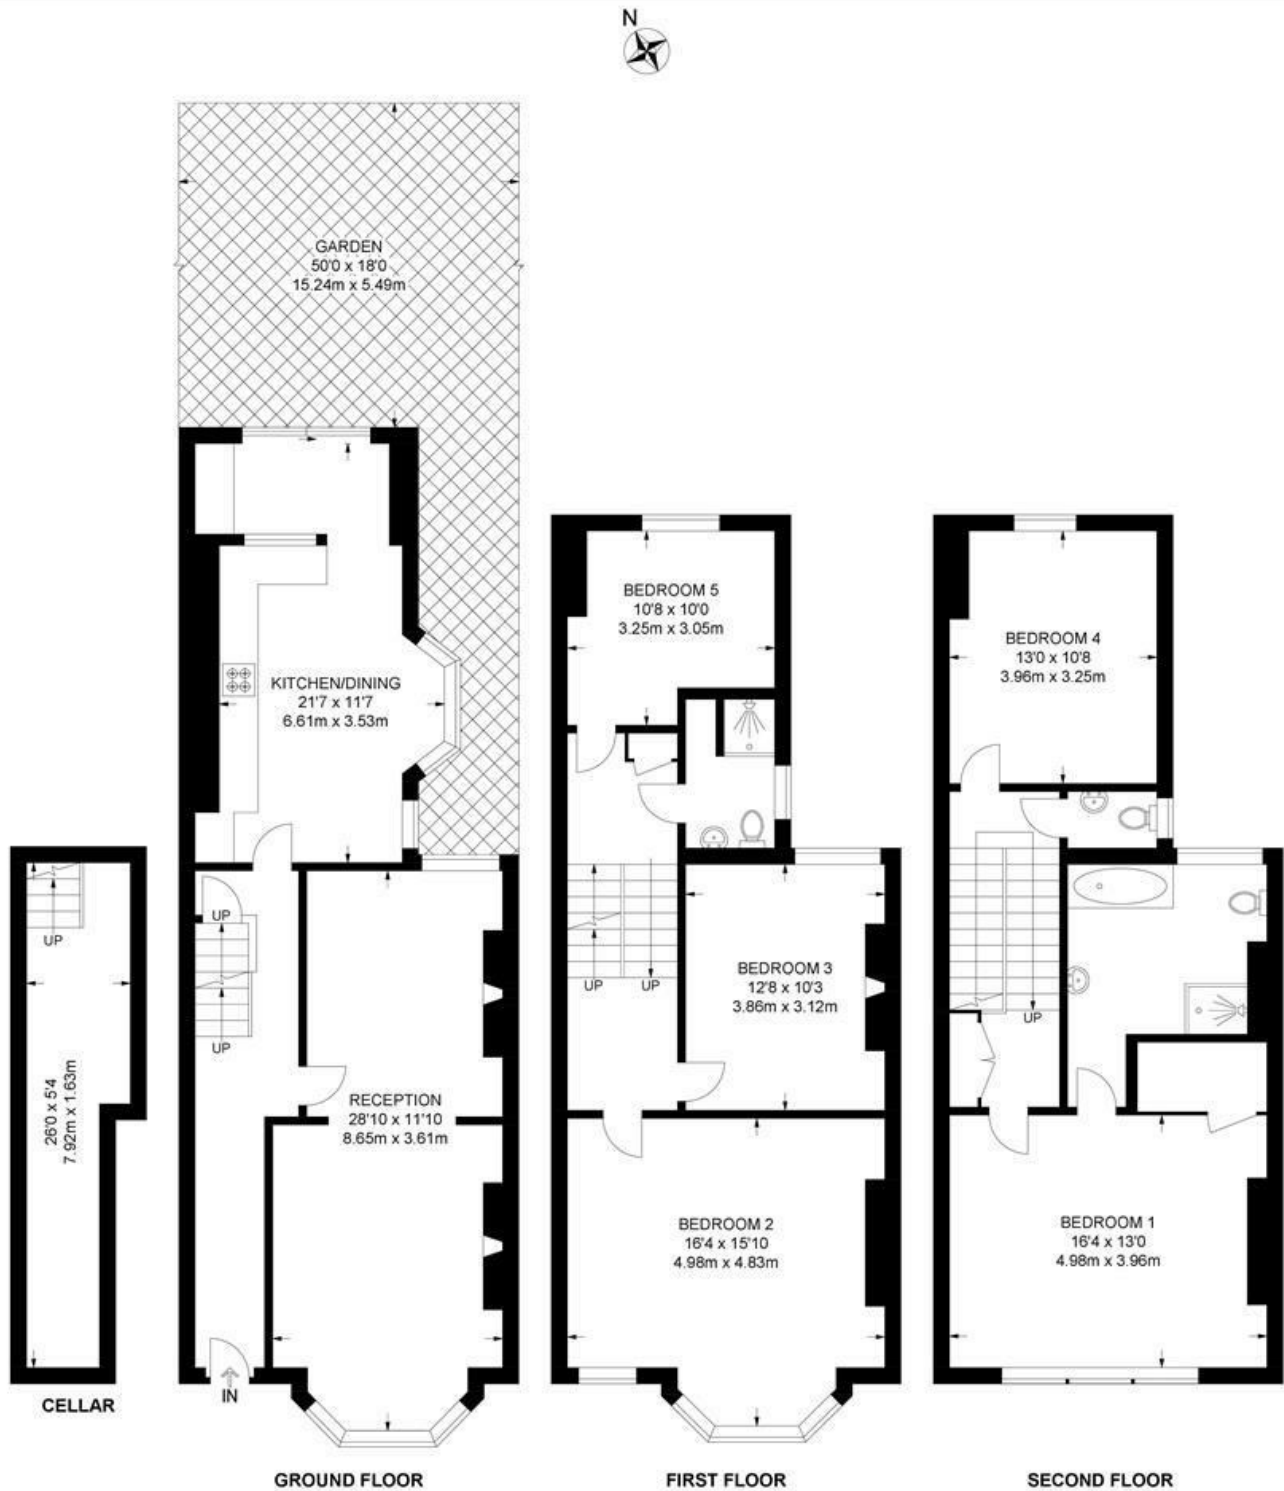 N
GARDEN
50'0 x 18'0
15.24m x 5.49m
KITCHEN/DINING
21'7 x 11'7
6.61m x 3.53m
UP
UP
RECEPTION
28'10 x 11'10
8.65m x 3.61m
IN
GROUND FLOOR
UP
26'0 x 5'4
7.92m x 1.63m
CELLAR
BEDROOM 5
10'8 x 10'0
3.25m x 3.05m
UP
UP
BEDROOM 3
12'8 x 10'3
3.86m x 3.12m
BEDROOM 2
16'4 x 15'10
4.98m x 4.83m
FIRST FLOOR
BEDROOM 4
13'0 x 10'8
3.96m x 3.25m
UP
BEDROOM 1
16'4 x 13'0
4.98m x 3.96m
SECOND FLOOR